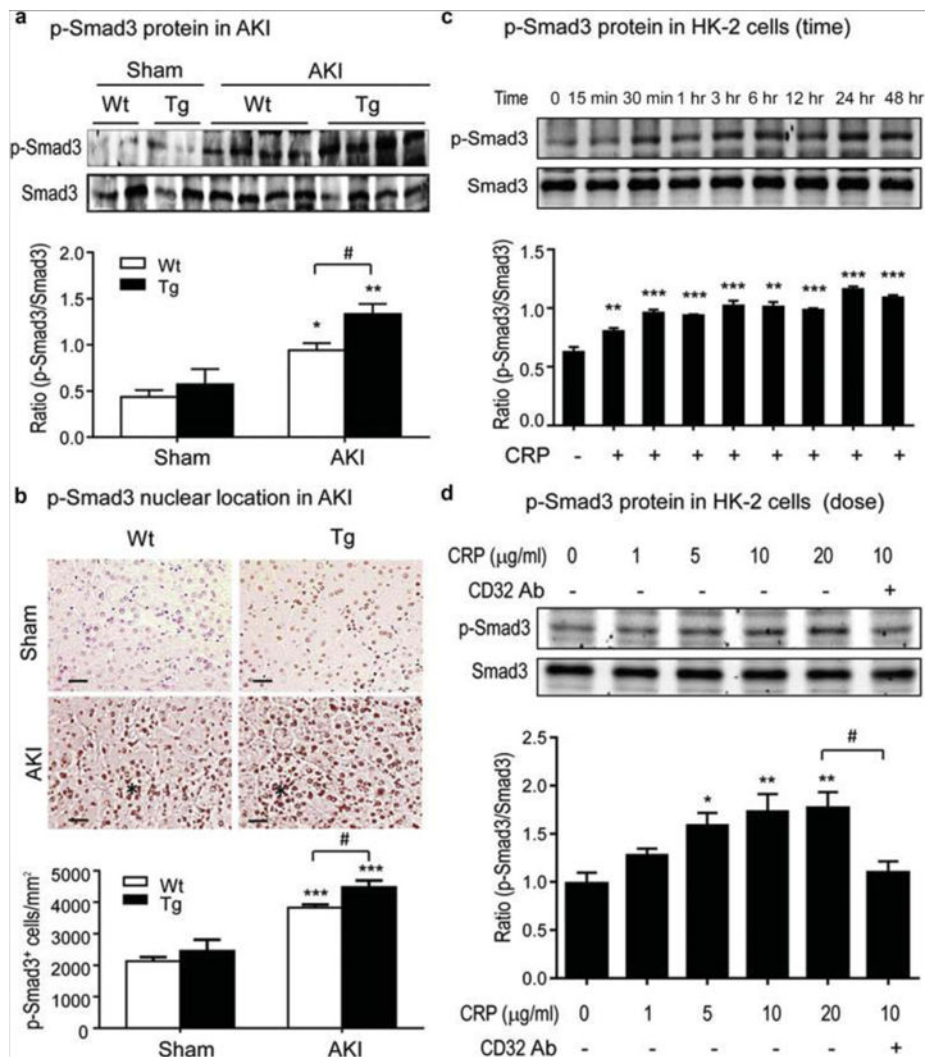 a
p-Smad3 protein in AKI
Sham AKI
Wt Tg Wt Tg
p-Smad3
Smad3
Ratio (p-Smad3/Smad3)
2.0
1.5
1.0
0.5
0.0
Wt
Tg
*
#
**
Sham AKI
b p-Smad3 nuclear location in AKI
Wt Tg
Sham
AKI
* *
p-Smad3+ cells/mm²
5000
4000
3000
2000
1000
0
Wt
Tg
***
#
***
Sham AKI
c
p-Smad3 protein in HK-2 cells (time)
Time 0 15 min 30 min 1 hr 3 hr 6 hr 12 hr 24 hr 48 hr
p-Smad3
Smad3
Ratio (p-Smad3/Smad3)
1.5
1.0
0.5
0.0
** *** *** *** ** *** *** ***
CRP - + + + + + + + +
d
p-Smad3 protein in HK-2 cells (dose)
CRP (μg/ml) 0 1 5 10 20 10
CD32 Ab - - - - - +
p-Smad3
Smad3
Ratio (p-Smad3/Smad3)
2.5
2.0
1.5
1.0
0.5
0.0
* ** **
#
CRP (μg/ml) 0 1 5 10 20 10
CD32 Ab - - - - - +